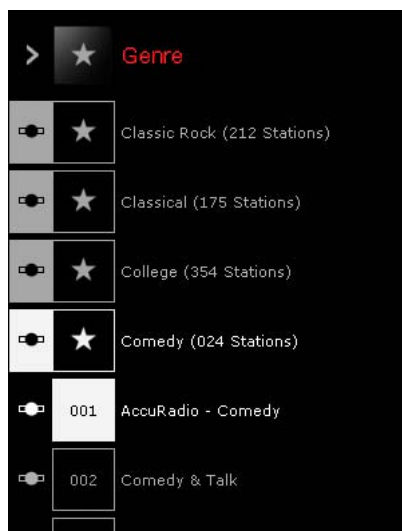 Genre
Classic Rock (212 Stations)
Classical (175 Stations)
College (354 Stations)
Comedy (024 Stations)
001 AccuRadio - Comedy
002 Comedy & Talk